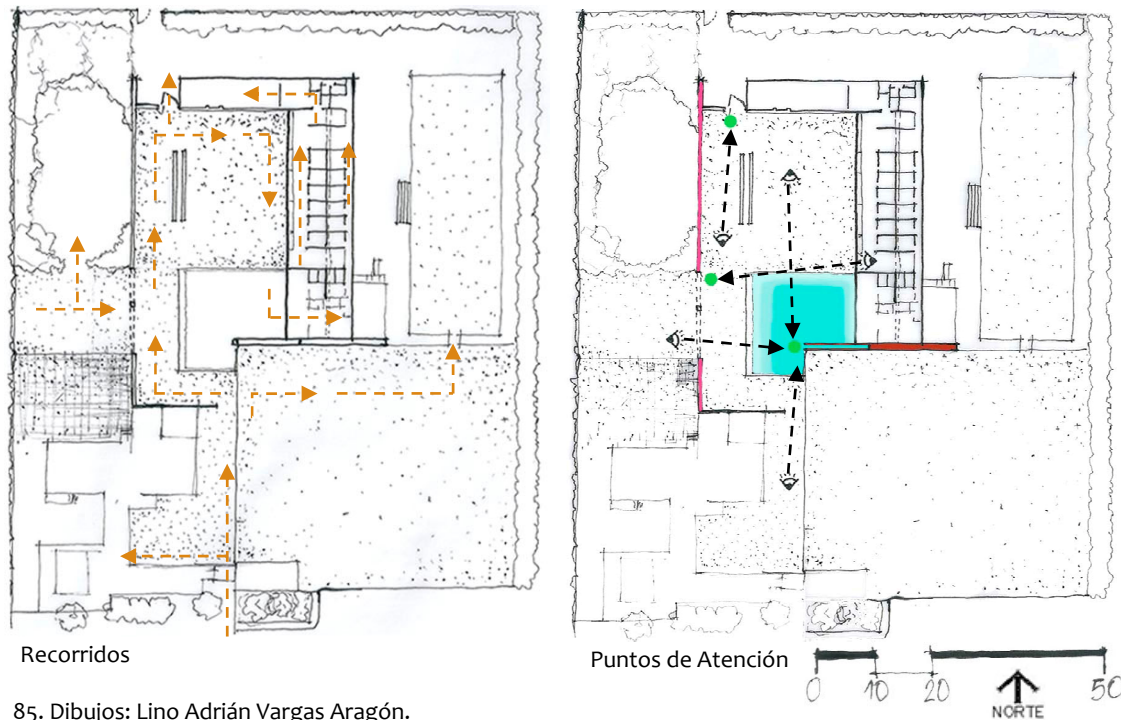 Recorridos
Puntos de Atención
0 10 20 50
NORTE
85. Dibujos: Lino Adrián Vargas Aragón.